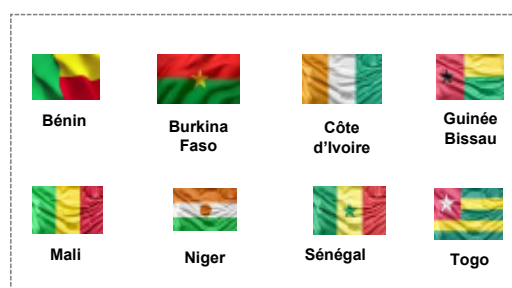 Bénin
Burkina
Faso
Côte
d'Ivoire
Guinée
Bissau
Mali
Niger
Sénégal
Togo